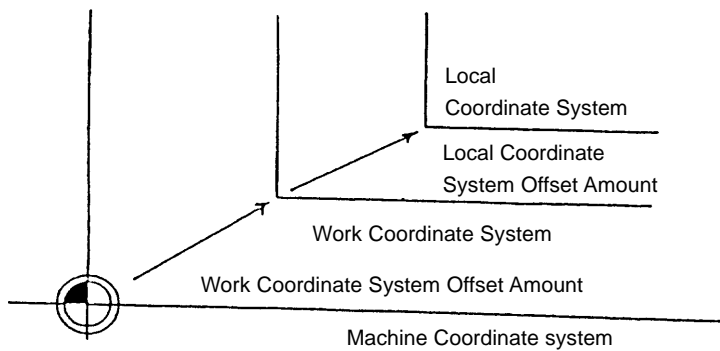 Local
Coordinate System
Local Coordinate
System Offset Amount
Work Coordinate System
Work Coordinate System Offset Amount
Machine Coordinate system